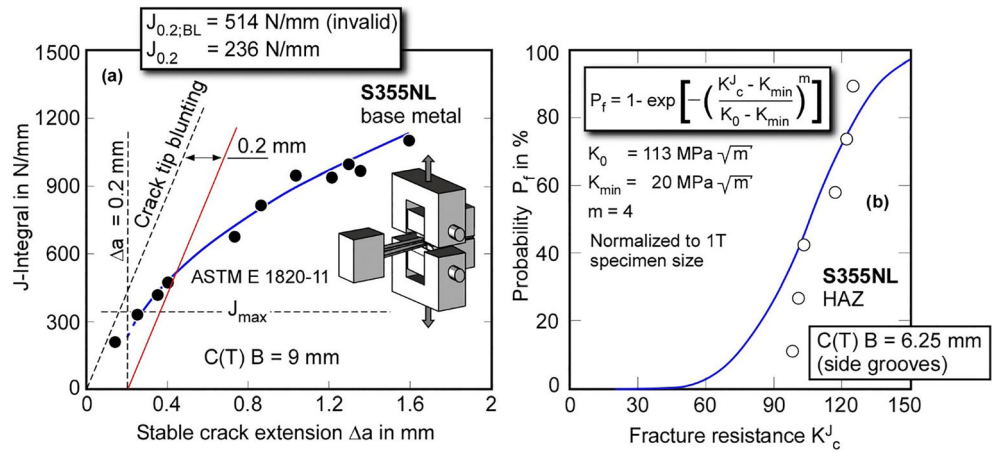 J0.2;BL = 514 N/mm (invalid)
J0.2 = 236 N/mm
(a)
S355NL
base metal
Crack tip blunting
0.2 mm
Δa = 0.2 mm
ASTM E 1820-11
Jmax
C(T) B = 9 mm
J-Integral in N/mm
1500
1200
900
600
300
0
0 0.4 0.8 1.2 1.6 2
Stable crack extension Δa in mm
Pf = 1- exp[-(KJc - Kmin / K0 - Kmin)m]
K0 = 113 MPa √m
Kmin = 20 MPa √m
m = 4
Normalized to 1T
specimen size
(b)
S355NL
HAZ
C(T) B = 6.25 mm
(side grooves)
Probability Pf in %
100
80
60
40
20
0
0 30 60 90 120 150
Fracture resistance KJc